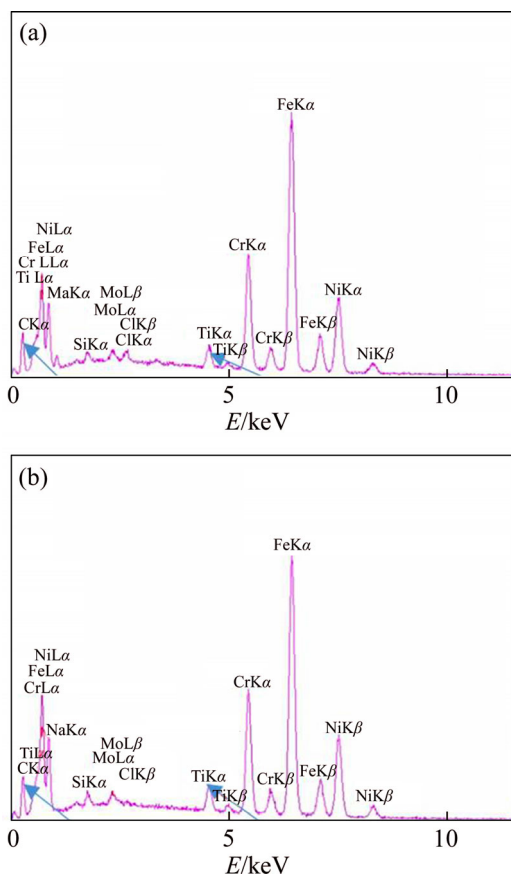 (a)
FeKα
NiLα
FeLα
CrKα
Cr LLα
Ti Lα
MaKα
MoLβ
MoLα
NiKα
ClKβ
CKα
SiKα
ClKα
TiKα
TiKβ
CrKβ
FeKβ
NiKβ
0
5
10
E/keV
(b)
FeKα
NiLα
FeLα
CrLα
CrKα
NaKα
TiLα
CKα
MoLβ
MoLα
ClKβ
NiKβ
SiKα
TiKα
TiKβ
CrKβ
FeKβ
NiKβ
0
5
10
E/keV